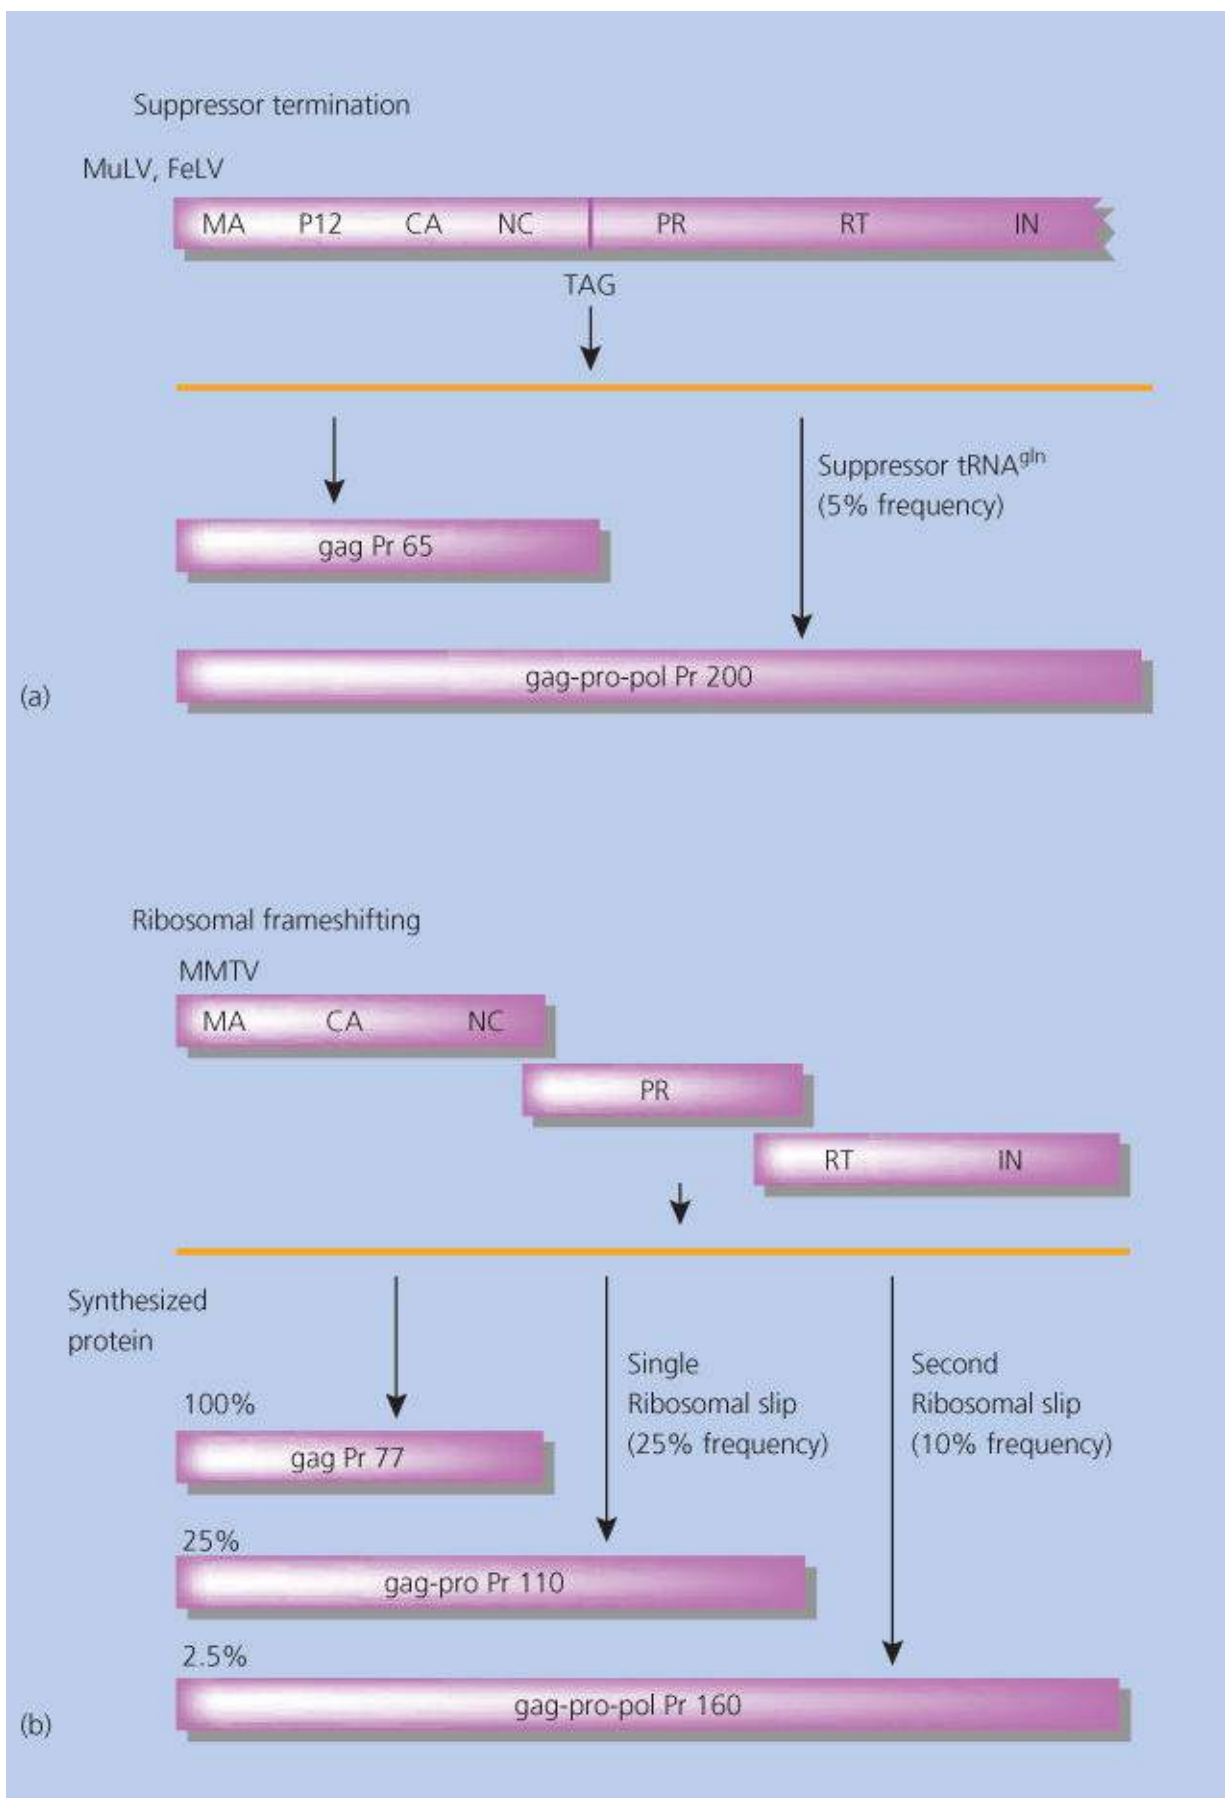 Suppressor termination
MuLV, FeLV
MA P12 CA NC PR RT IN
TAG
Suppressor tRNAgln
(5% frequency)
gag Pr 65
gag-pro-pol Pr 200
(a)
Ribosomal frameshifting
MMTV
MA CA NC
PR
RT IN
Synthesized
protein
Single
Ribosomal slip
(25% frequency)
Second
Ribosomal slip
(10% frequency)
100%
gag Pr 77
25%
gag-pro Pr 110
2.5%
gag-pro-pol Pr 160
(b)